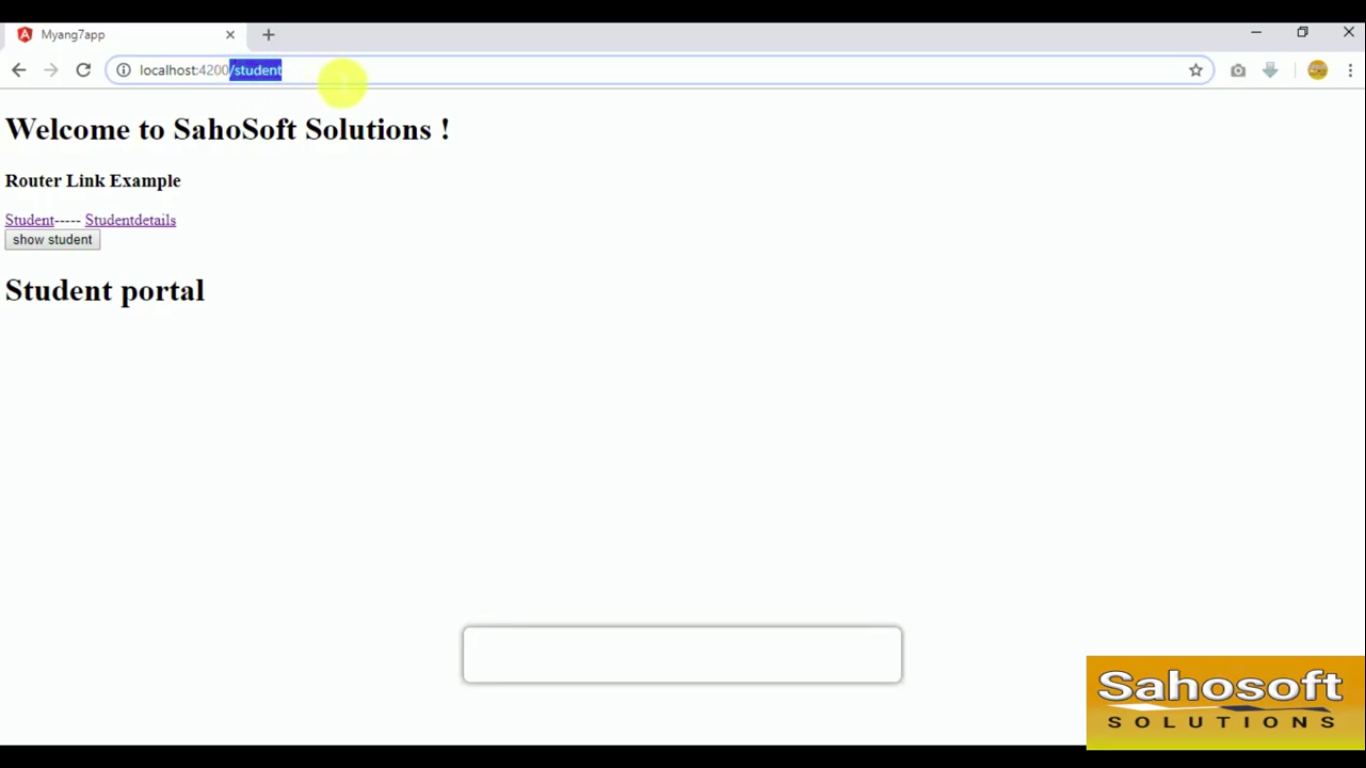 Myang7app
localhost:4200/student
Welcome to SahoSoft Solutions !
Router Link Example
Student----- Studentdetails
show student
Student portal
Sahosoft
SOLUTIONS